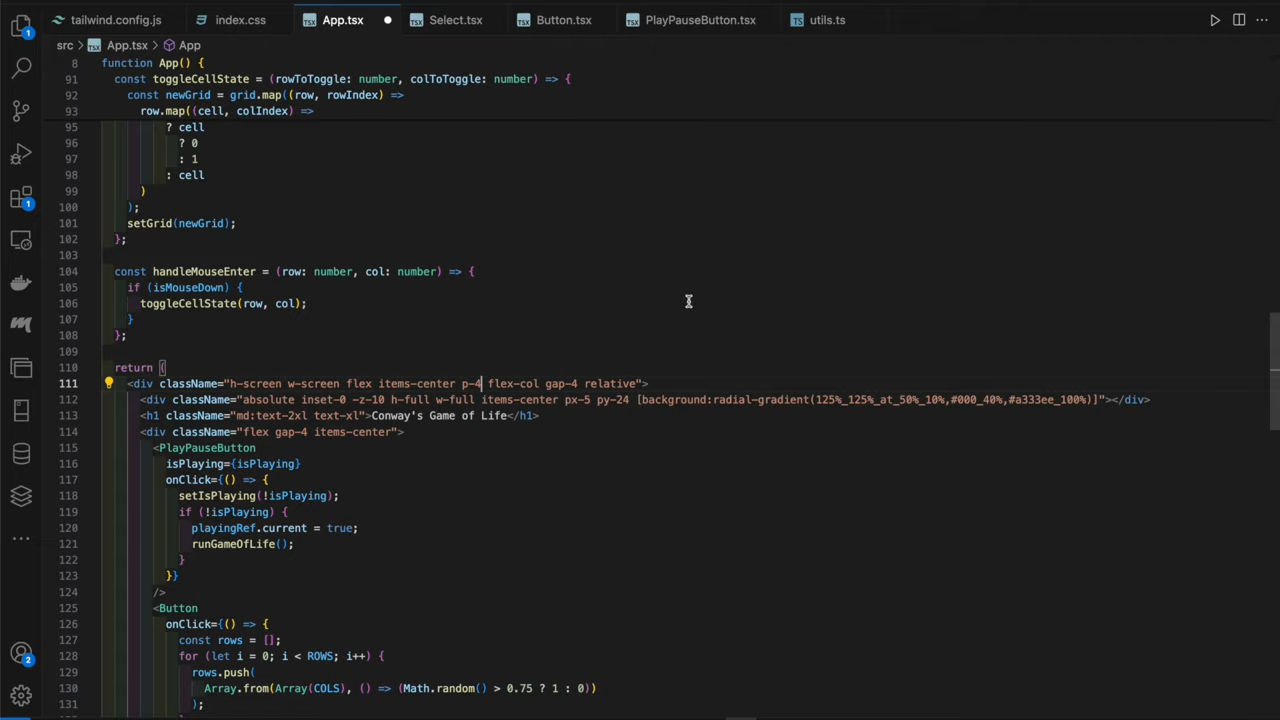 tailwind.config.js
index.css
App.tsx
Select.tsx
Button.tsx
PlayPauseButton.tsx
utils.ts
src > App.tsx > App
8 function App() {
91 const toggleCellState = (rowToToggle: number, colToToggle: number) => {
92 const newGrid = grid.map((row, rowIndex) =>
93 row.map((cell, colIndex) =>
95 ? cell
96 ? 0
97 : 1
98 : cell
99 )
100 );
101 setGrid(newGrid);
102 };
103
104 const handleMouseEnter = (row: number, col: number) => {
105 if (isMouseDown) {
106 toggleCellState(row, col);
107 }
108 };
109
110 return (
111 <div className="h-screen w-screen flex items-center p-4 flex-col gap-4 relative">
112 <div className="absolute inset-0 -z-10 h-full w-full items-center px-5 py-24 [background:radial-gradient(125%_125%_at_50%_10%,#000_40%,#a333ee_100%)]"></div>
113 <h1 className="md:text-2xl text-xl">Conway's Game of Life</h1>
114 <div className="flex gap-4 items-center">
115 <PlayPauseButton
116 isPlaying={isPlaying}
117 onClick={() => {
118 setIsPlaying(!isPlaying);
119 if (!isPlaying) {
120 playingRef.current = true;
121 runGameOfLife();
122 }
123 }}
124 />
125 <Button
126 onClick={() => {
127 const rows = [];
128 for (let i = 0; i < ROWS; i++) {
129 rows.push(
130 Array.from(Array(COLS), () => (Math.random() > 0.75 ? 1 : 0))
131 );
1
1
2